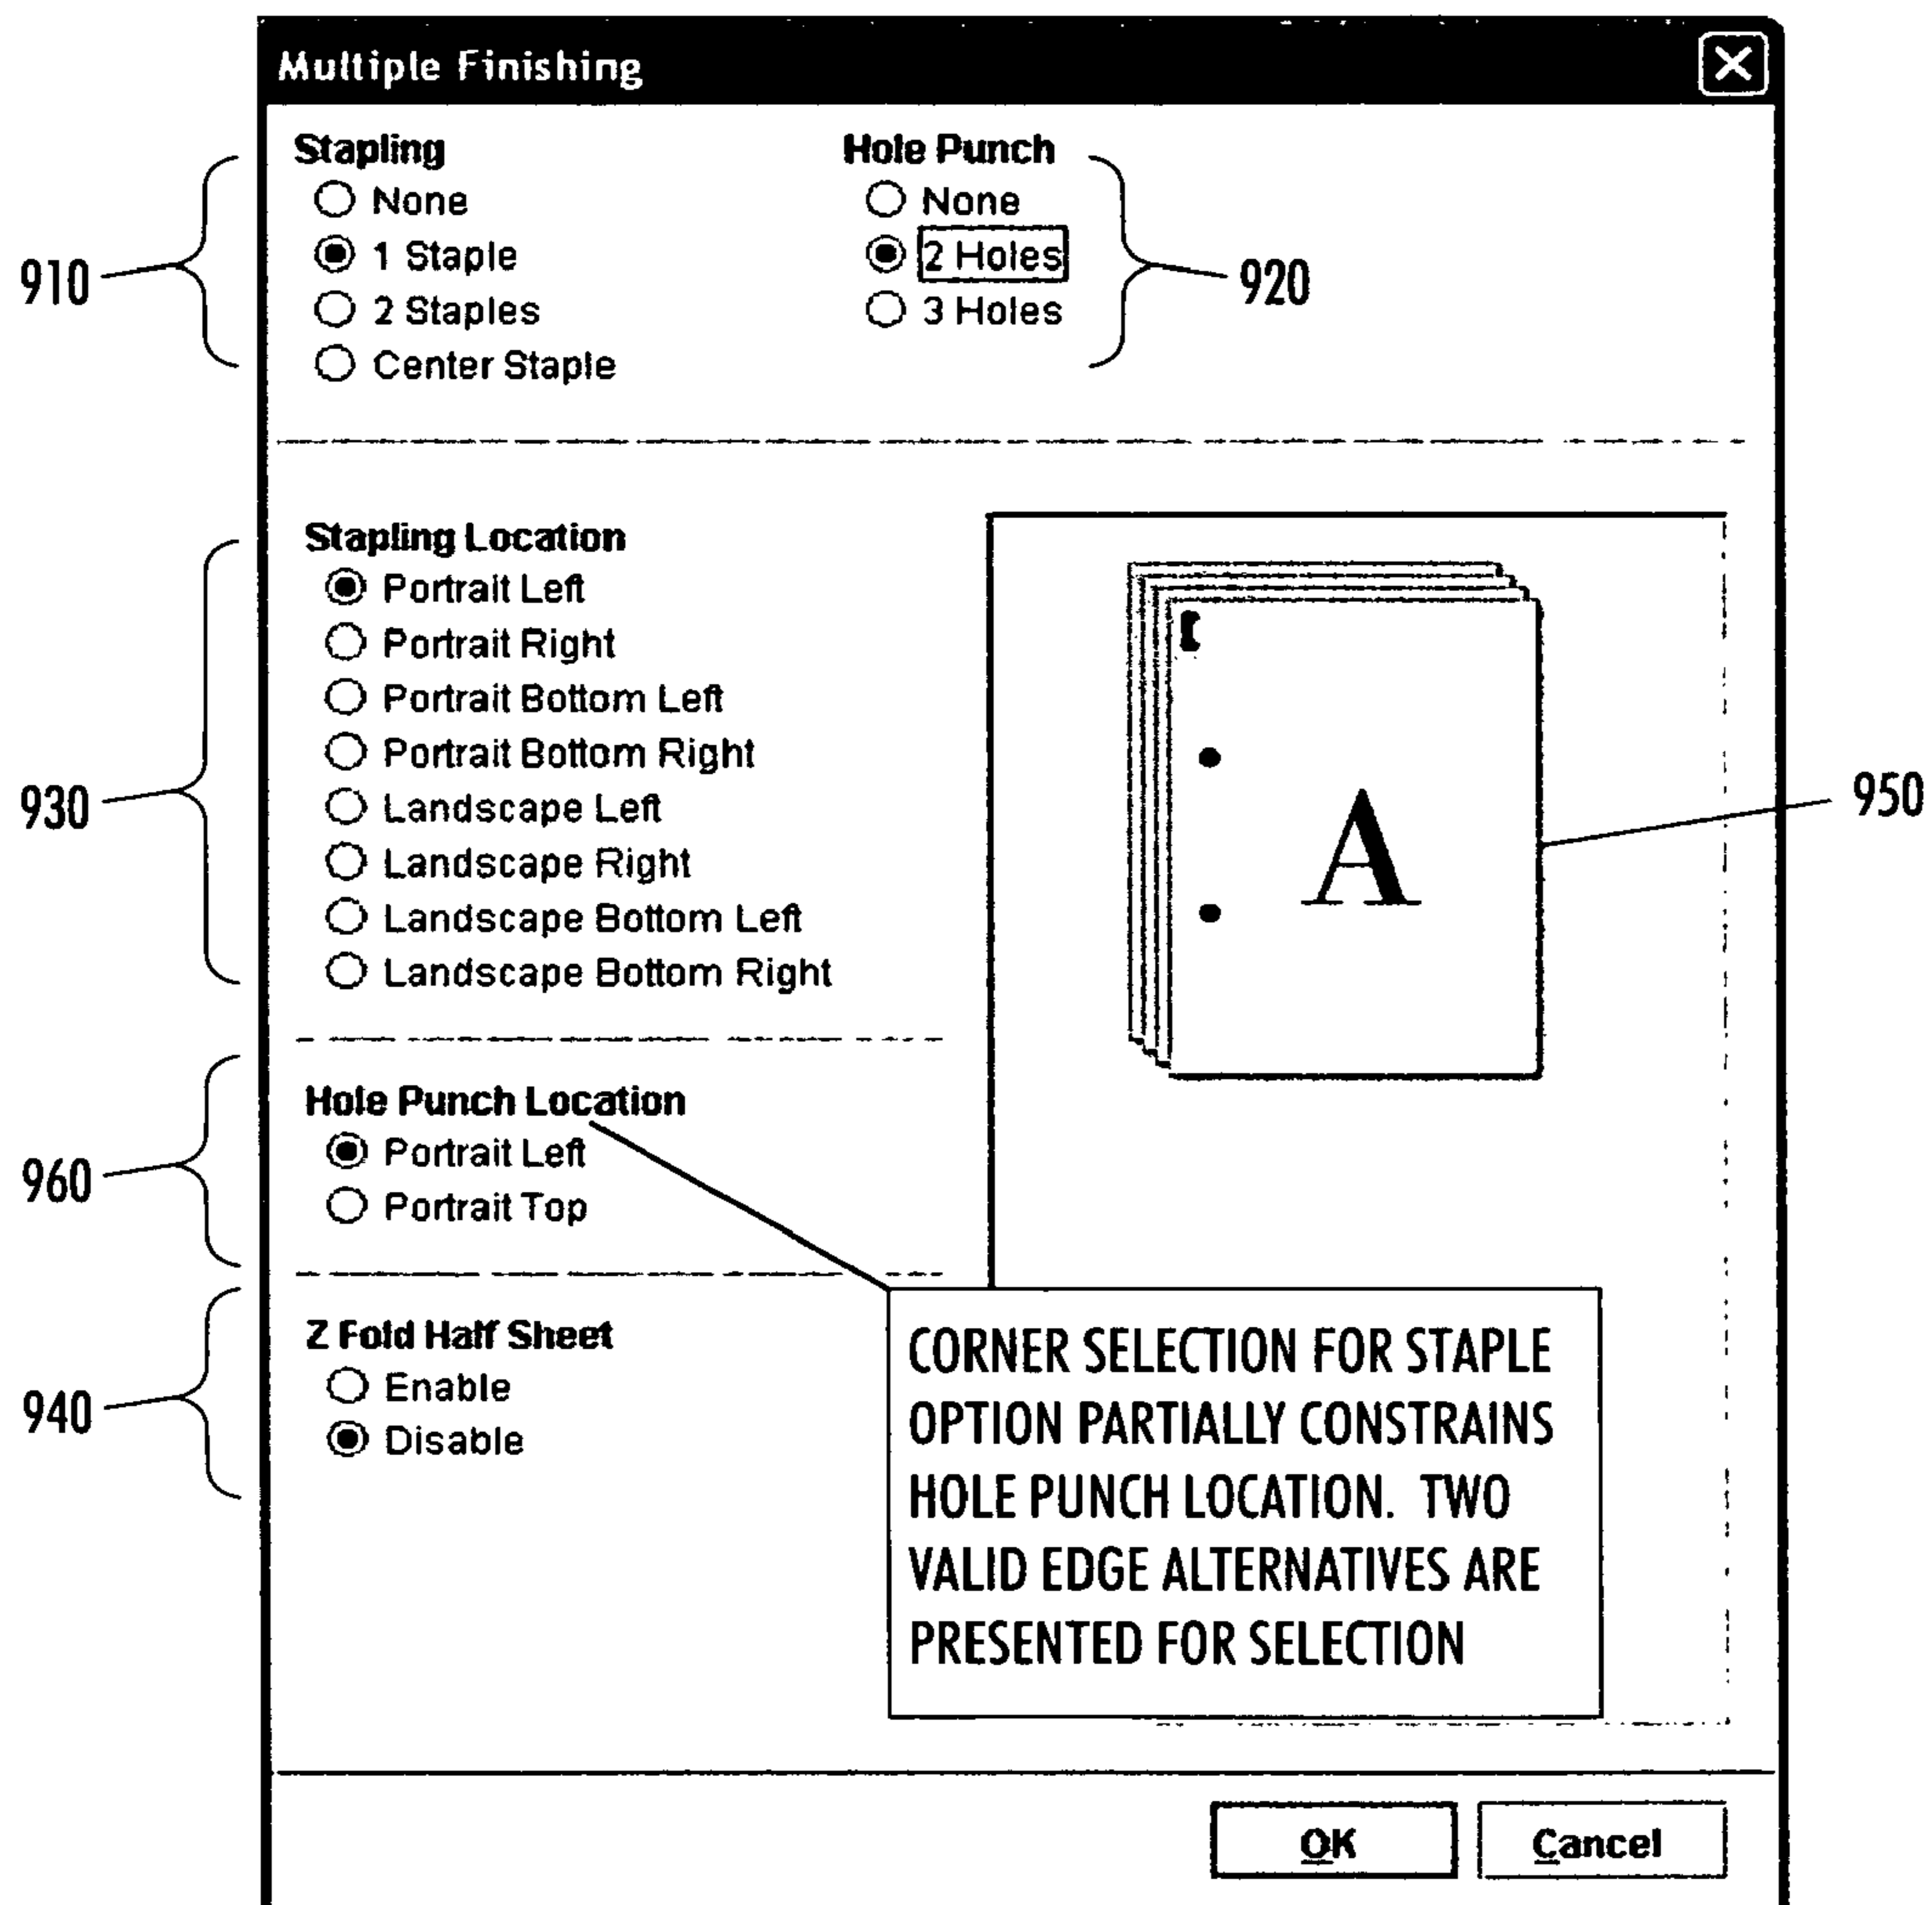 Multiple Finishing
Stapling
None
1 Staple
2 Staples
Center Staple
910
Hole Punch
None
2 Holes
3 Holes
920
Stapling Location
Portrait Left
Portrait Right
Portrait Bottom Left
Portrait Bottom Right
Landscape Left
Landscape Right
Landscape Bottom Left
Landscape Bottom Right
930
A
950
Hole Punch Location
Portrait Left
Portrait Top
960
Z Fold Half Sheet
Enable
Disable
940
CORNER SELECTION FOR STAPLE
OPTION PARTIALLY CONSTRAINS
HOLE PUNCH LOCATION. TWO
VALID EDGE ALTERNATIVES ARE
PRESENTED FOR SELECTION
OK
Cancel